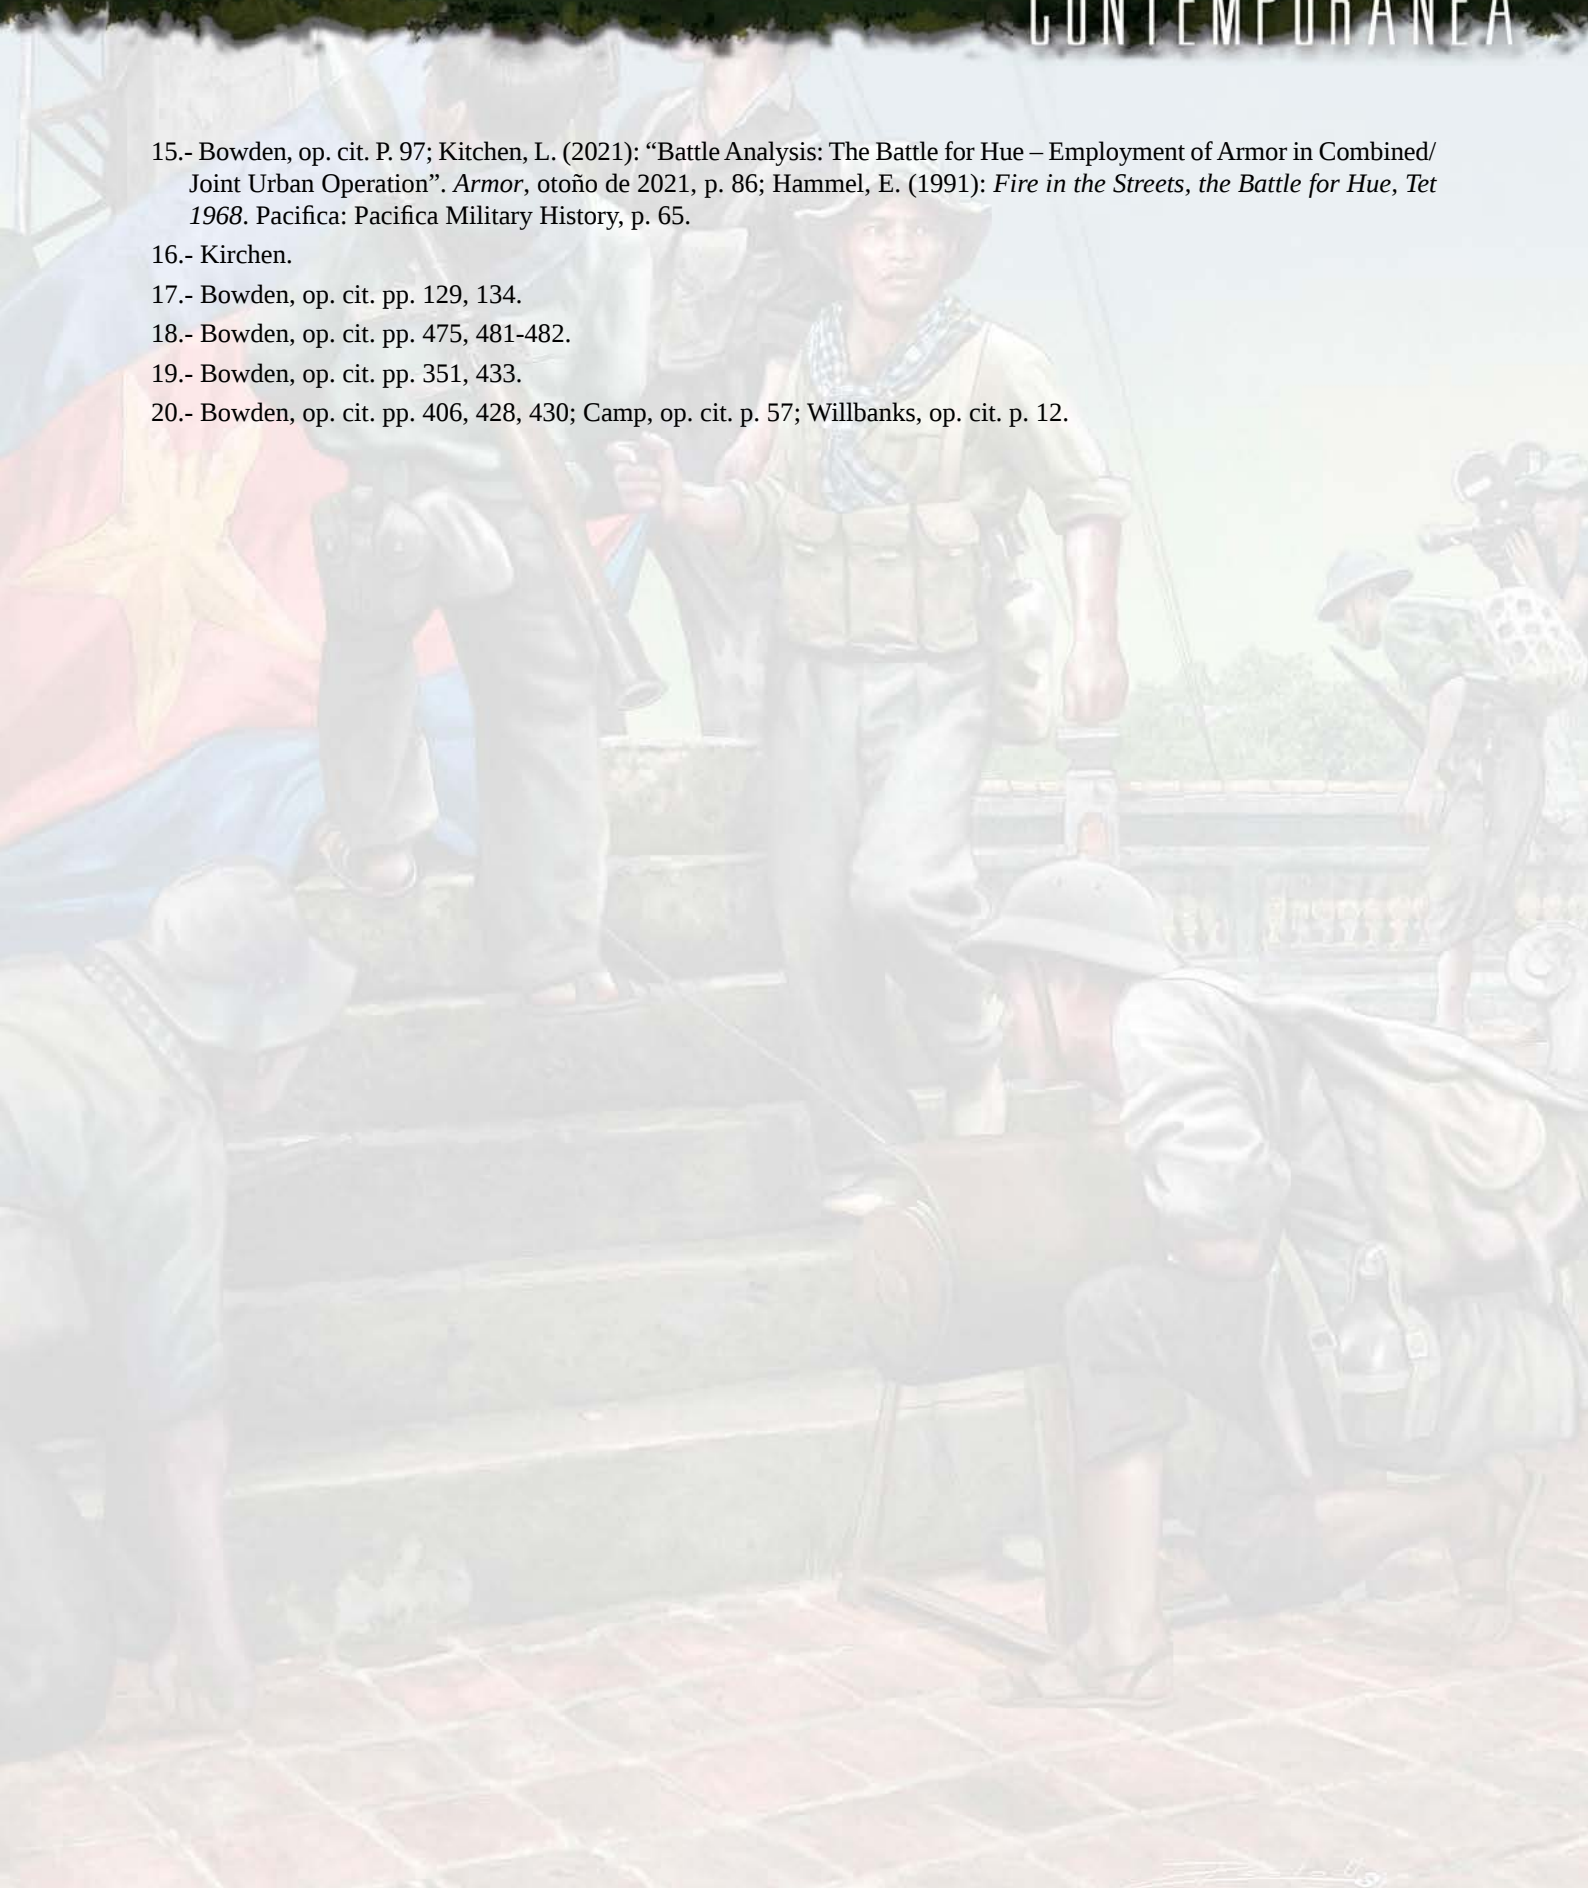 CONTEMPORÁNEA
15.- Bowden, op. cit. P. 97; Kitchen, L. (2021): “Battle Analysis: The Battle for Hue – Employment of Armor in Combined/
Joint Urban Operation”. Armor, otoño de 2021, p. 86; Hammel, E. (1991): Fire in the Streets, the Battle for Hue, Tet
1968. Pacifica: Pacifica Military History, p. 65.
16.- Kirchen.
17.- Bowden, op. cit. pp. 129, 134.
18.- Bowden, op. cit. pp. 475, 481-482.
19.- Bowden, op. cit. pp. 351, 433.
20.- Bowden, op. cit. pp. 406, 428, 430; Camp, op. cit. p. 57; Willbanks, op. cit. p. 12.